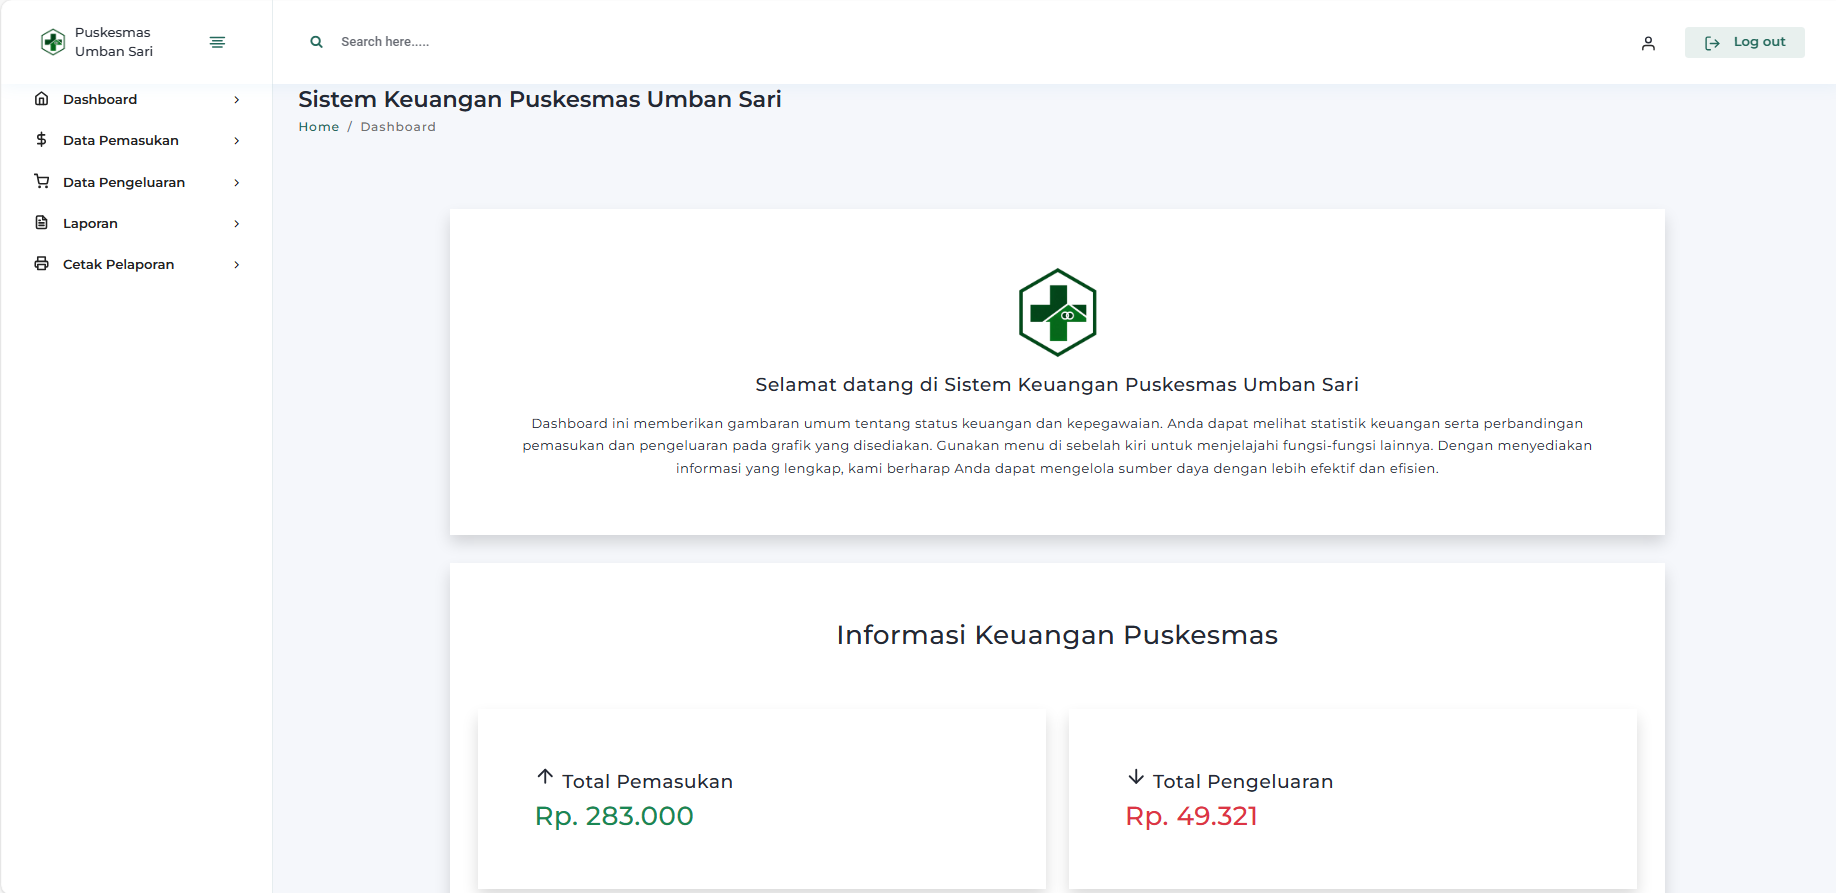 Puskesmas
Umban Sari
Search here.....
Log out
Dashboard
Data Pemasukan
Data Pengeluaran
Laporan
Cetak Pelaporan
Sistem Keuangan Puskesmas Umban Sari
Home / Dashboard
Selamat datang di Sistem Keuangan Puskesmas Umban Sari
Dashboard ini memberikan gambaran umum tentang status keuangan dan kepegawaian. Anda dapat melihat statistik keuangan serta perbandingan
pemasukan dan pengeluaran pada grafik yang disediakan. Gunakan menu di sebelah kiri untuk menjelajahi fungsi-fungsi lainnya. Dengan menyediakan
informasi yang lengkap, kami berharap Anda dapat mengelola sumber daya dengan lebih efektif dan efisien.
Informasi Keuangan Puskesmas
Total Pemasukan
Rp. 283.000
Total Pengeluaran
Rp. 49.321